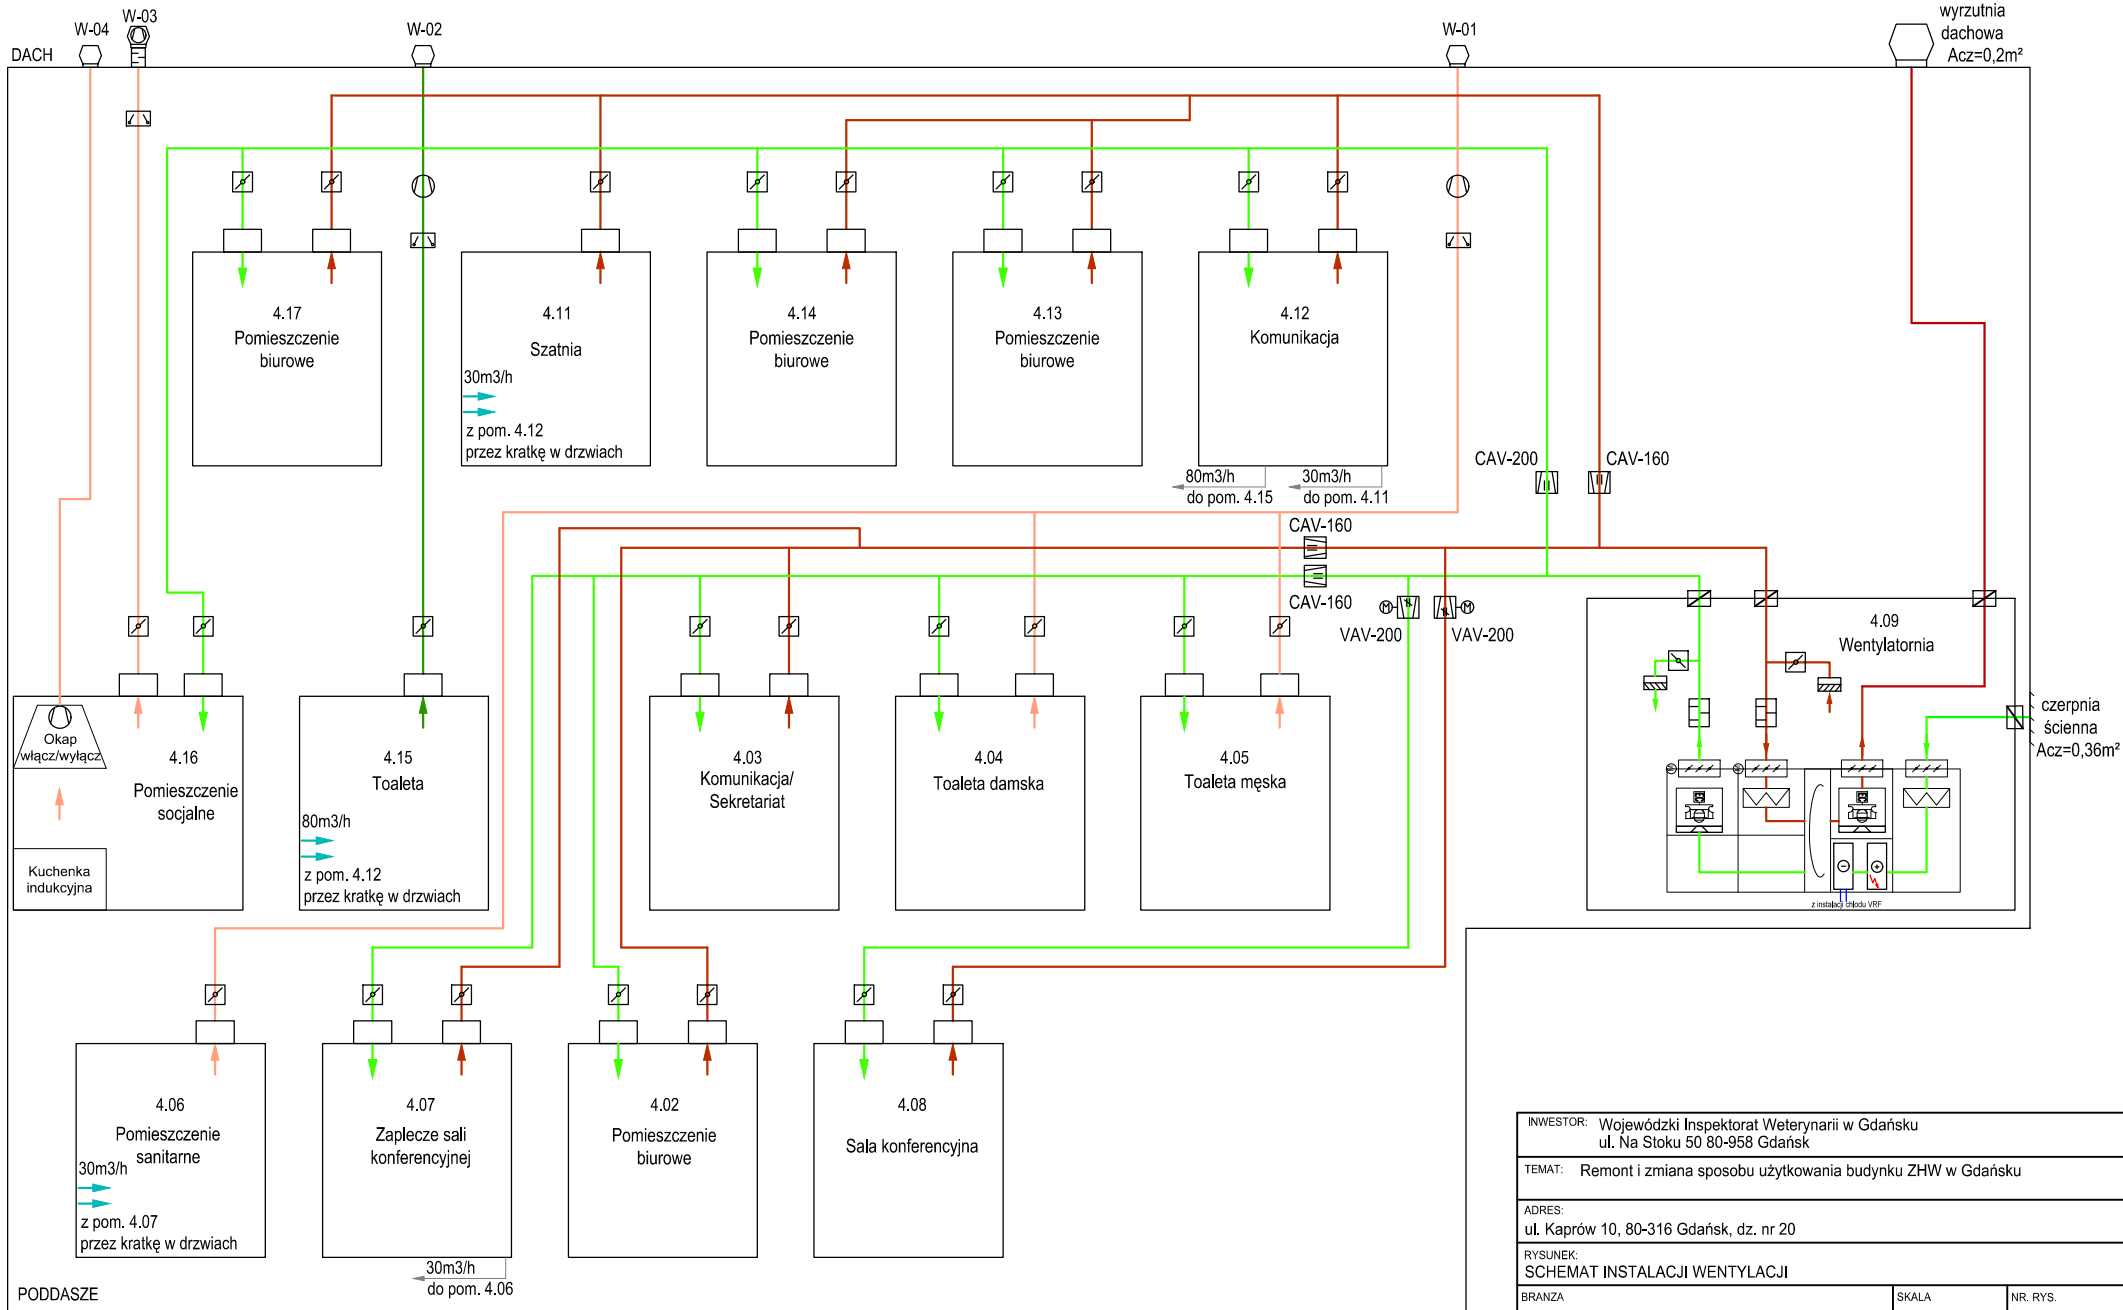 W-04
W-03
W-02
W-01
wyrzutnia
dachowa
Acz=0,2m²
DACH
4.17
Pomieszczenie
biurowe
4.11
Szatnia
30m3/h
z pom. 4.12
przez kratkę w drzwiach
4.14
Pomieszczenie
biurowe
4.13
Pomieszczenie
biurowe
4.12
Komunikacja
80m3/h
do pom. 4.15
30m3/h
do pom. 4.11
CAV-200
CAV-160
CAV-160
CAV-160
M
M
VAV-200
VAV-200
4.09
Wentylatornia
czerpnia
ścienna
Acz=0,36m²
z instalacji chłodu VRF
Okap
włącz/wyłącz
4.16
Pomieszczenie
socjalne
Kuchenka
indukcyjna
4.15
Toaleta
80m3/h
z pom. 4.12
przez kratkę w drzwiach
4.03
Komunikacja/
Sekretariat
4.04
Toaleta damska
4.05
Toaleta męska
4.06
Pomieszczenie
sanitarne
30m3/h
z pom. 4.07
przez kratkę w drzwiach
4.07
Zaplecze sali
konferencyjnej
30m3/h
do pom. 4.06
4.02
Pomieszczenie
biurowe
4.08
Sala konferencyjna
PODDASZE
INWESTOR: Wojewódzki Inspektorat Weterynarii w Gdańsku
ul. Na Stoku 50 80-958 Gdańsk
TEMAT: Remont i zmiana sposobu użytkowania budynku ZHW w Gdańsku
ADRES:
ul. Kaprów 10, 80-316 Gdańsk, dz. nr 20
RYSUNEK:
SCHEMAT INSTALACJI WENTYLACJI
BRANZA SKALA NR. RYS.